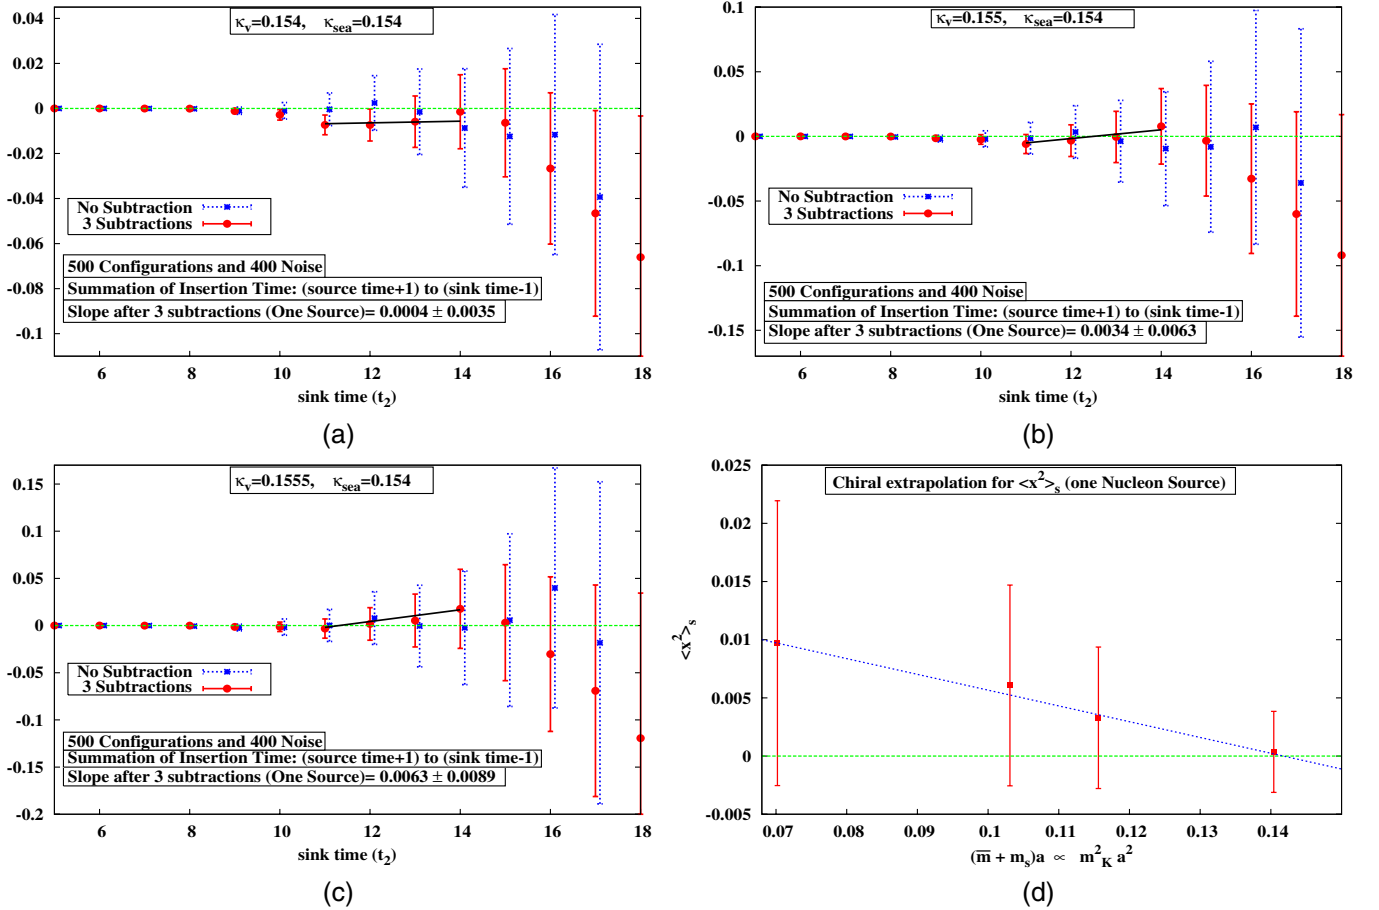 κv=0.154, κsea=0.154
0.04
0.02
0
-0.02
-0.04
-0.06
-0.08
-0.1
No Subtraction
3 Subtractions
500 Configurations and 400 Noise
Summation of Insertion Time: (source time+1) to (sink time-1)
Slope after 3 subtractions (One Source)= 0.0004 ± 0.0035
6 8 10 12 14 16 18
sink time (t2)
(a)
κv=0.155, κsea=0.154
0.1
0.05
0
-0.05
-0.1
-0.15
No Subtraction
3 Subtractions
500 Configurations and 400 Noise
Summation of Insertion Time: (source time+1) to (sink time-1)
Slope after 3 subtractions (One Source)= 0.0034 ± 0.0063
6 8 10 12 14 16 18
sink time (t2)
(b)
κv=0.1555, κsea=0.154
0.15
0.1
0.05
0
-0.05
-0.1
-0.15
-0.2
No Subtraction
3 Subtractions
500 Configurations and 400 Noise
Summation of Insertion Time: (source time+1) to (sink time-1)
Slope after 3 subtractions (One Source)= 0.0063 ± 0.0089
6 8 10 12 14 16 18
sink time (t2)
(c)
Chiral extrapolation for <x²>s (one Nucleon Source)
0.025
0.02
0.015
0.01
0.005
0
-0.005
<x²>s
0.07 0.08 0.09 0.1 0.11 0.12 0.13 0.14
(m̅ + ms)a ∝ m²K a²
(d)